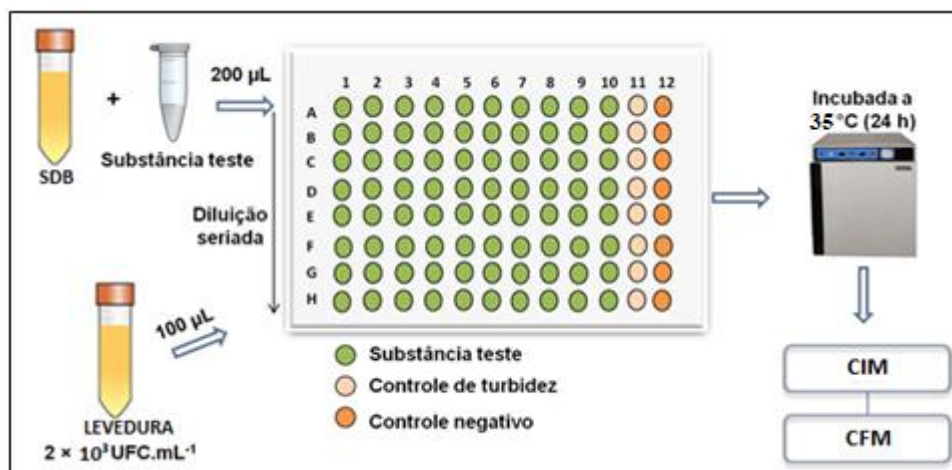 SDB
+
Substância teste
200 µL
Diluição
seriada
100 µL
LEVEDURA
2 × 10³UFC.mL⁻¹
1 2 3 4 5 6 7 8 9 10 11 12
A
B
C
D
E
F
G
H
Substância teste
Controle de turbidez
Controle negativo
Incubada a
35 °C (24 h)
CIM
CFM